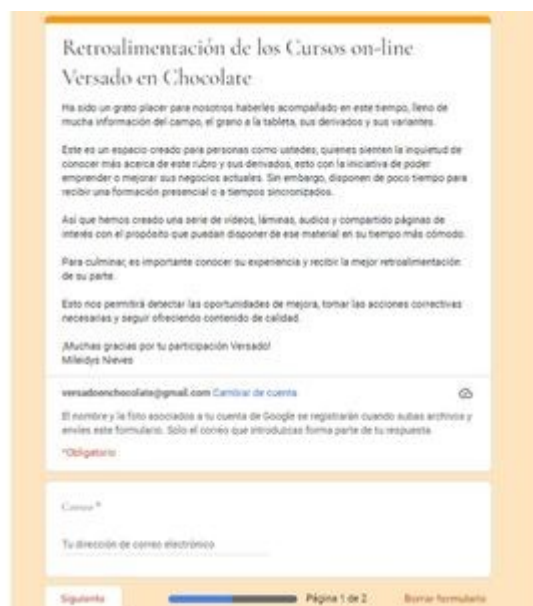 Retroalimentación de los Cursos on-line
Versado en Chocolate
Ha sido un grato placer para nosotros haberles acompañado en este tiempo, lleno de
mucha información del campo, el grano a la tableta, sus derivados y sus variantes.
Este es un espacio creado para personas como ustedes, quienes sienten la inquietud de
conocer más acerca de este rubro y sus derivados, esto con la iniciativa de poder
emprender o mejorar sus negocios actuales. Sin embargo, disponen de poco tiempo para
recibir una formación presencial o a tiempos sincronizados.
Así que hemos creado una serie de vídeos, láminas, audios y compartido páginas de
interés con el propósito que puedan disponer de ese material en su tiempo más cómodo.
Para culminar, es importante conocer su experiencia y recibir la mejor retroalimentación
de su parte.
Esto nos permitirá detectar las oportunidades de mejora, tomar las acciones correctivas
necesarias y seguir ofreciendo contenido de calidad.
¡Muchas gracias por tu participación Versado!
Mileidys Nieves
versadoenchocolate@gmail.com Cambiar de cuenta
El nombre y la foto asociados a tu cuenta de Google se registrarán cuando subas archivos y
envíes este formulario. Solo el correo que introduzcas forma parte de tu respuesta.
*Obligatorio
Correo *
Tu dirección de correo electrónico
Siguiente Página 1 de 2 Borrar formulario